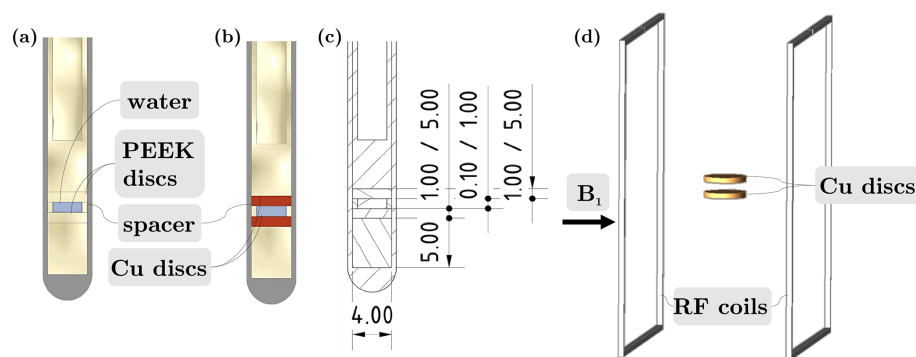 (a)
(b)
(c)
(d)
water
PEEK
discs
spacer
Cu discs
1.00 / 5.00
0.10 / 1.00
1.00 / 5.00
5.00
4.00
B1
Cu discs
RF coils